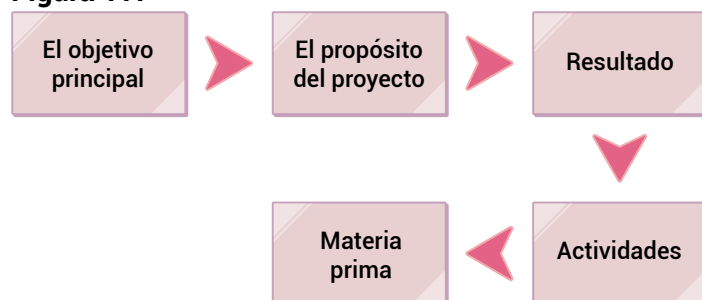 El objetivo
principal
El propósito
del proyecto
Resultado
Actividades
Materia
prima